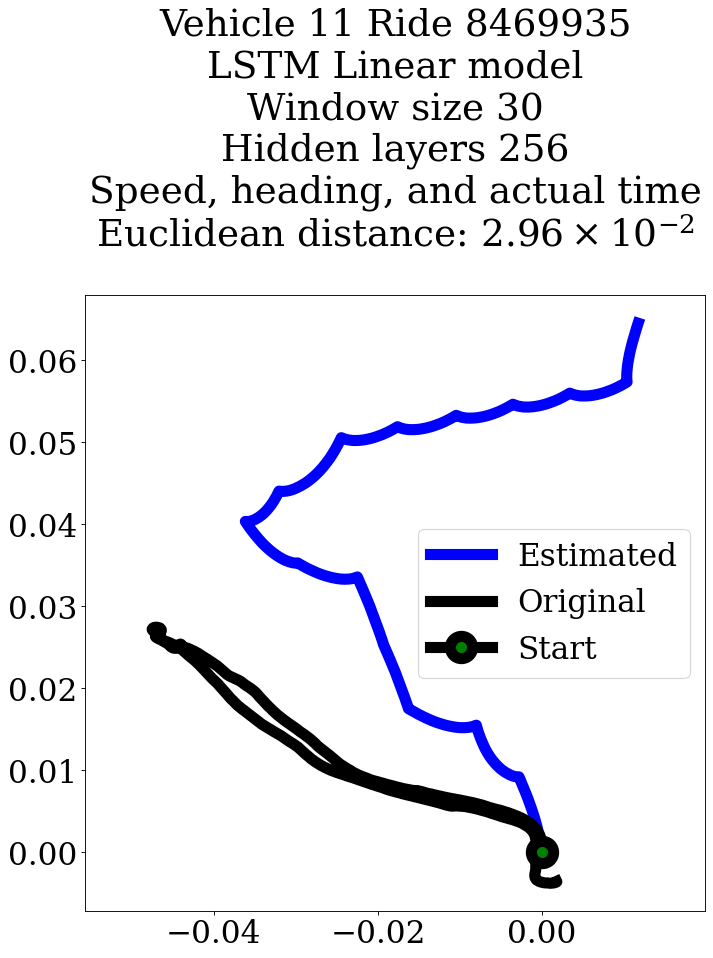 Vehicle 11 Ride 8469935
LSTM Linear model
Window size 30
Hidden layers 256
Speed, heading, and actual time
Euclidean distance: 2.96 × 10⁻²
0.06
0.05
0.04
0.03
0.02
0.01
0.00
Estimated
Original
Start
−0.04
−0.02
0.00